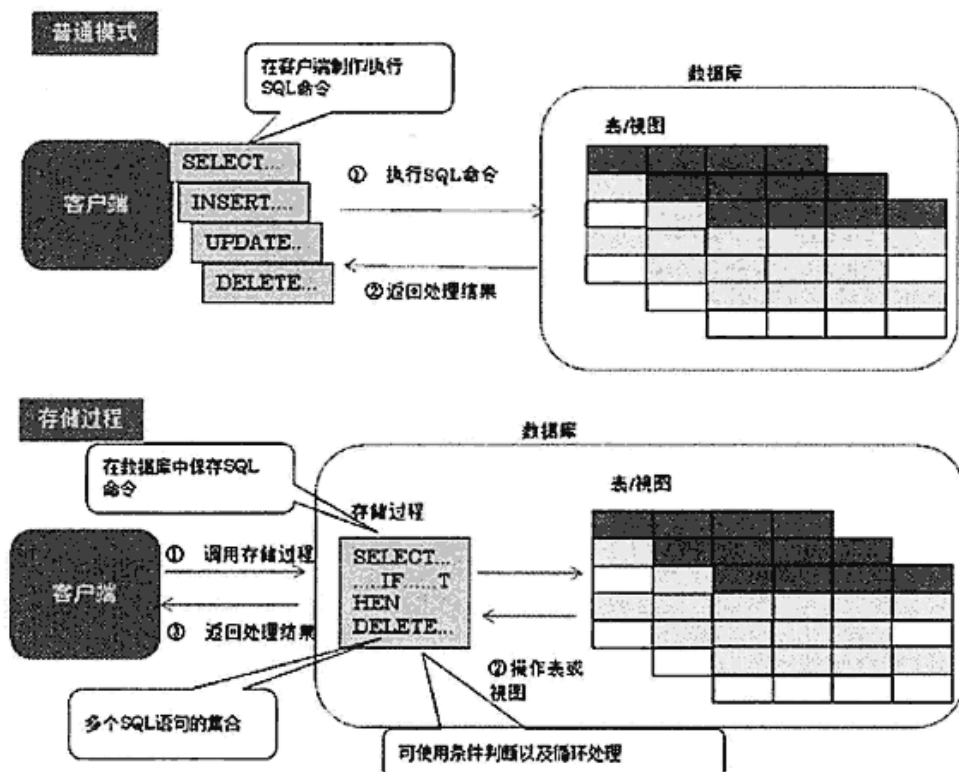 普通模式
在客户端制作/执行
SQL命令
数据库
表/视图
客户端
SELECT...
INSERT....
UPDATE..
DELETE...
① 执行SQL命令
②返回处理结果
存储过程
数据库
在数据库中保存SQL
命令
表/视图
存储过程
客户端
① 调用存储过程
③ 返回处理结果
SELECT...
.....IF......T
HEN
DELETE...
②操作表或
视图
多个SQL语句的集合
可使用条件判断以及循环处理